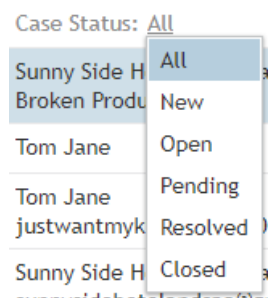 Case Status: All
All
New
Open
Pending
Resolved
Closed
Sunny Side H
Broken Produ
Tom Jane
Tom Jane
justwantmyk
Sunny Side H